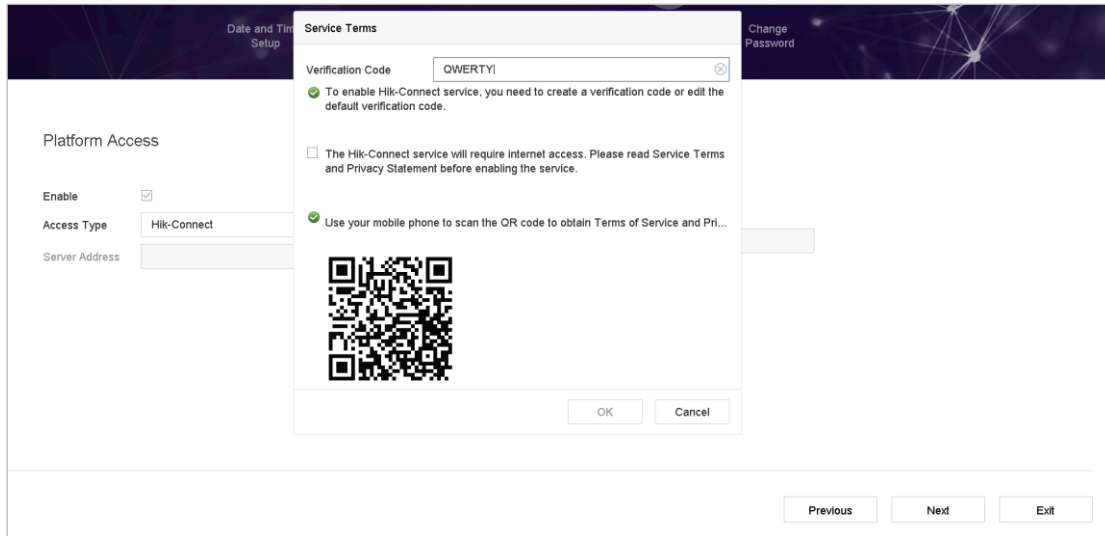 Date and Tim
Setup
Service Terms
Change
Password
Verification Code
QWERTY
To enable Hik-Connect service, you need to create a verification code or edit the
default verification code.
Platform Access
The Hik-Connect service will require internet access. Please read Service Terms
and Privacy Statement before enabling the service.
Enable
Access Type
Hik-Connect
Use your mobile phone to scan the QR code to obtain Terms of Service and Pri...
Server Address
OK
Cancel
Previous
Next
Exit